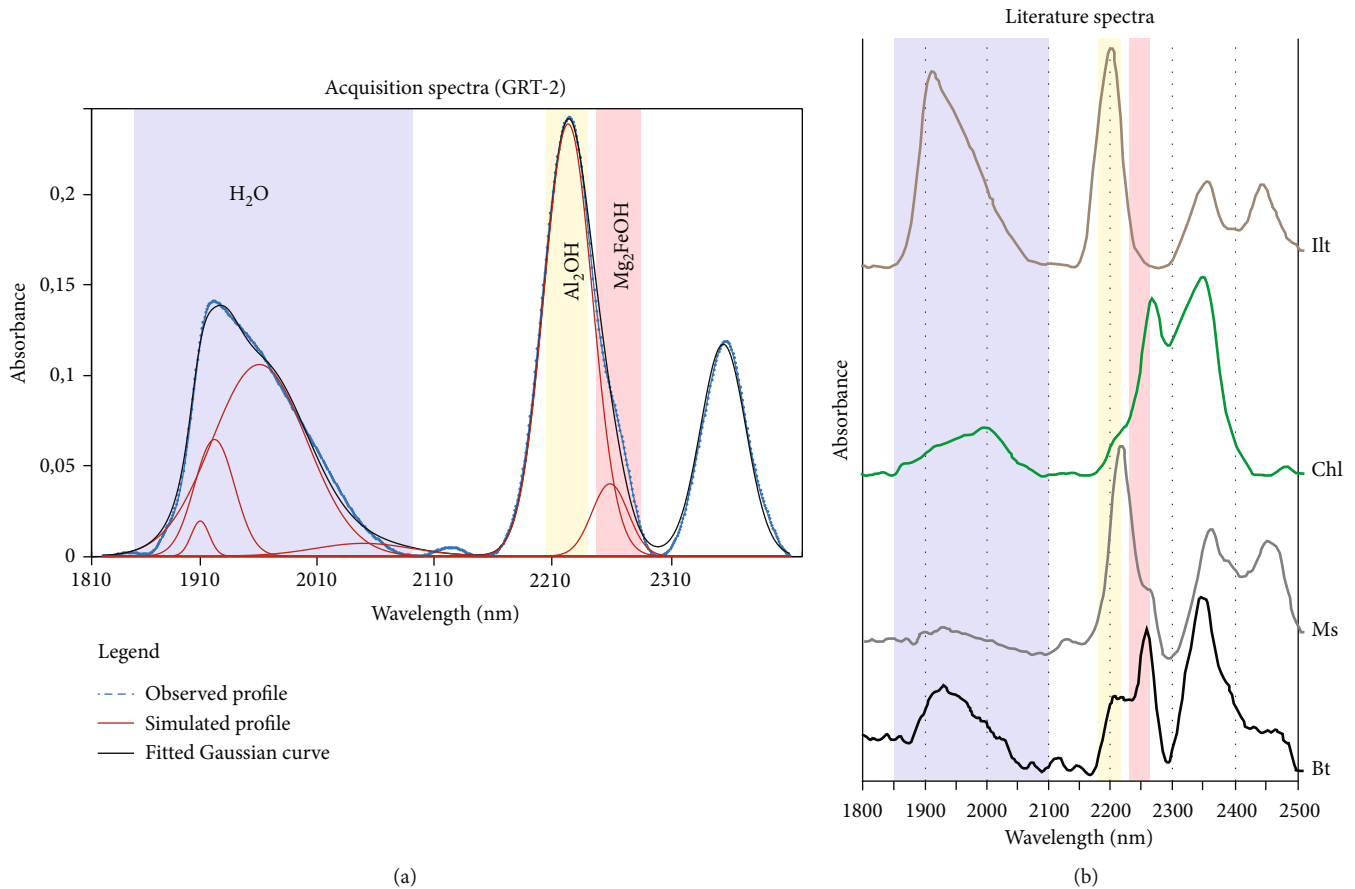 Acquisition spectra (GRT-2)
H₂O
Al₂OH
Mg₂FeOH
0,2
0,15
0,1
0,05
0
Absorbance
1810
1910
2010
2110
2210
2310
Wavelength (nm)
Legend
Observed profile
Simulated profile
Fitted Gaussian curve
(a)
Literature spectra
Absorbance
Ilt
Chl
Ms
Bt
1800
1900
2000
2100
2200
2300
2400
2500
Wavelength (nm)
(b)